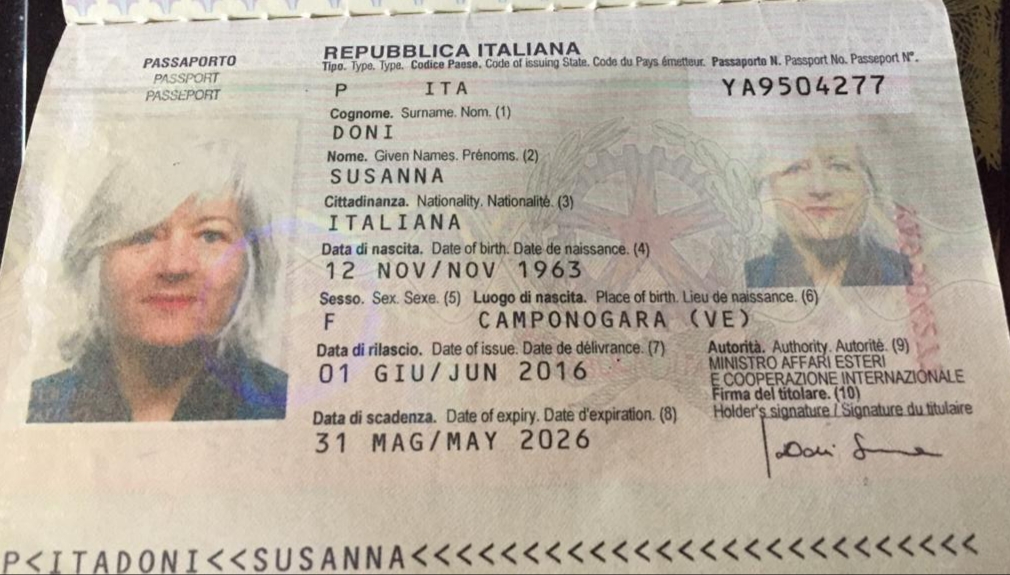 PASSAPORTO
PASSPORT
PASSEPORT
REPUBBLICA ITALIANA
Tipo. Type. Type. Codice Paese. Code of issuing State. Code du Pays émetteur. Passaporto N. Passport No. Passeport N°.
P ITA YA9504277
Cognome. Surname. Nom. (1)
DONI
Nome. Given Names. Prénoms. (2)
SUSANNA
Cittadinanza. Nationality. Nationalité. (3)
ITALIANA
Data di nascita. Date of birth. Date de naissance. (4)
12 NOV/NOV 1963
Sesso. Sex. Sexe. (5) Luogo di nascita. Place of birth. Lieu de naissance. (6)
F CAMPONOGARA (VE)
Data di rilascio. Date of issue. Date de délivrance. (7)
01 GIU/JUN 2016
Data di scadenza. Date of expiry. Date d'expiration. (8)
31 MAG/MAY 2026
Autorità. Authority. Autorité. (9)
MINISTRO AFFARI ESTERI
E COOPERAZIONE INTERNAZIONALE
Firma del titolare. (10)
Holder's signature / Signature du titulaire
Doni Susanna
P<ITADONI<<SUSANNA<<<<<<<<<<<<<<<<<<<<<<<<<<